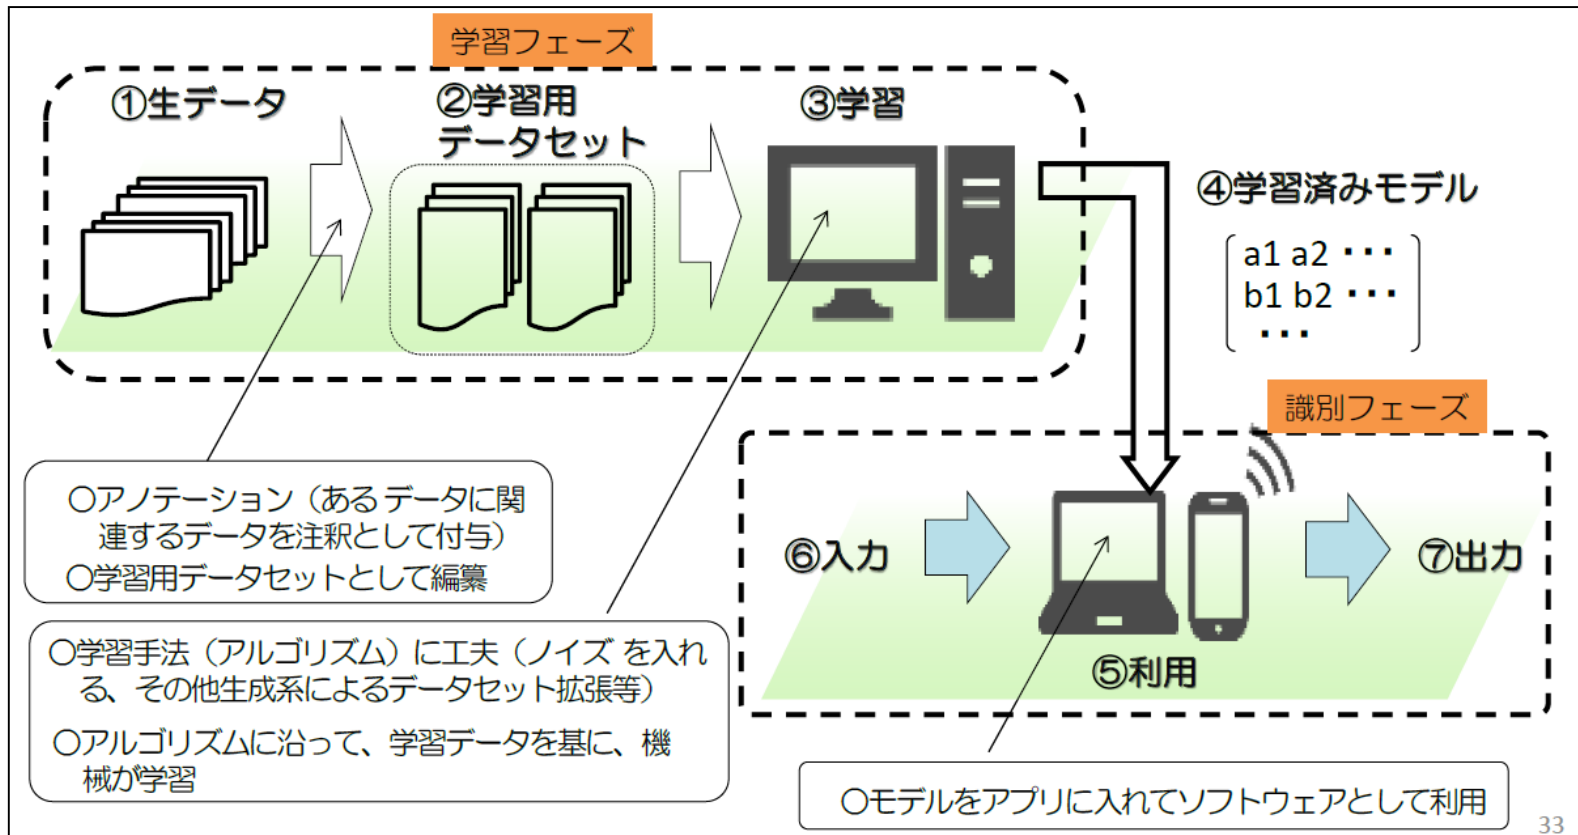 学習フェーズ
①生データ
②学習用
データセット
③学習
④学習済みモデル
a1 a2 ・・・
b1 b2 ・・・
・・・
識別フェーズ
〇アノテーション（あるデータに関
連するデータを注釈として付与）
〇学習用データセットとして編纂
〇学習手法（アルゴリズム）に工夫（ノイズ を入れ
る、その他生成系によるデータセット拡張等）
〇アルゴリズムに沿って、学習データを基に、機
械が学習
⑥入力
⑤利用
⑦出力
〇モデルをアプリに入れてソフトウェアとして利用
33